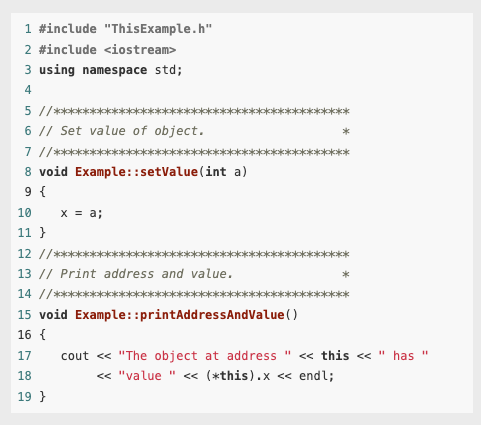 1 #include "ThisExample.h"
2 #include <iostream>
3 using namespace std;
4
5 //*****************************************
6 // Set value of object.                   *
7 //*****************************************
8 void Example::setValue(int a)
9 {
10    x = a;
11 }
12 //*****************************************
13 // Print address and value.               *
14 //*****************************************
15 void Example::printAddressAndValue()
16 {
17    cout << "The object at address " << this << " has "
18         << "value " << (*this).x << endl;
19 }